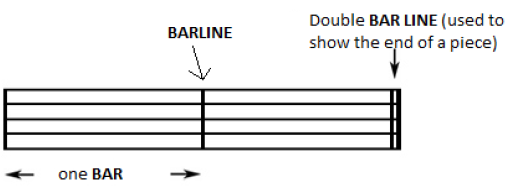 Double BAR LINE (used to
show the end of a piece)
BARLINE
one BAR